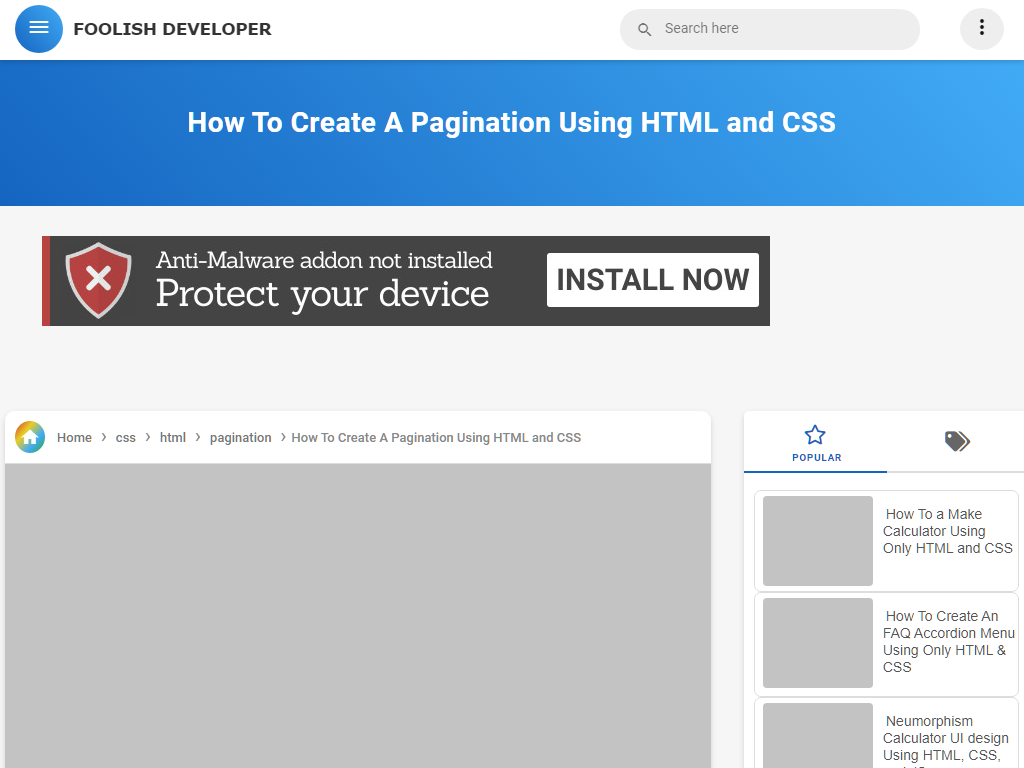 FOOLISH DEVELOPER
Search here
How To Create A Pagination Using HTML and CSS
Anti-Malware addon not installed
Protect your device
INSTALL NOW
Home › css › html › pagination › How To Create A Pagination Using HTML and CSS
POPULAR
How To a Make
Calculator Using
Only HTML and CSS
How To Create An
FAQ Accordion Menu
Using Only HTML &
CSS
Neumorphism
Calculator UI design
Using HTML, CSS,